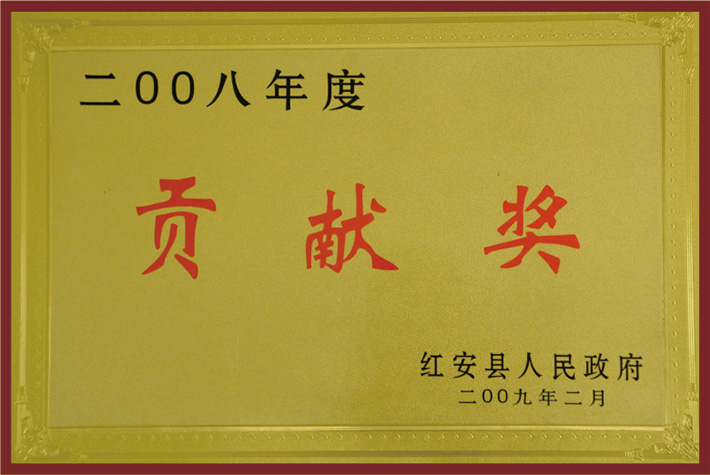 二00八年度
贡献奖
红安县人民政府
二00九年二月